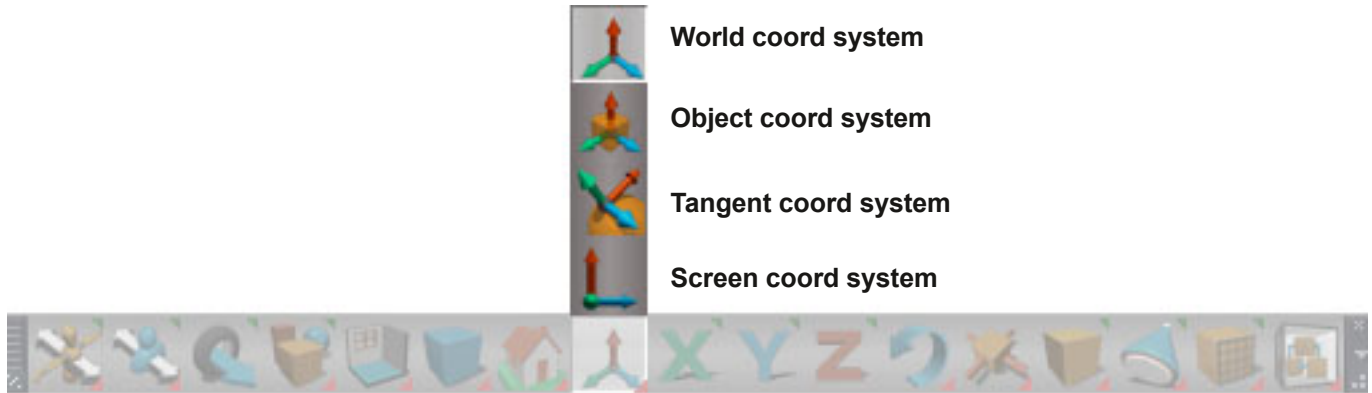 World coord system
Object coord system
Tangent coord system
Screen coord system
X Y Z